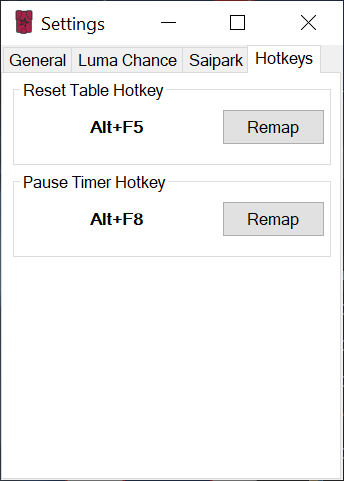 Settings
General Luma Chance Saipark Hotkeys
Reset Table Hotkey
Alt+F5 Remap
Pause Timer Hotkey
Alt+F8 Remap